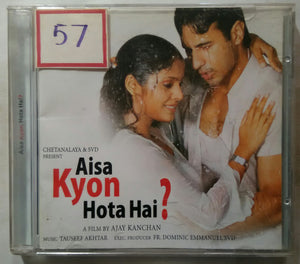 57
CHETANALAYA & SVD
PRESENT
Aisa
Kyon
Hota Hai?
A FILM BY AJAY KANCHAN
MUSIC: TAUSEEF AKHTAR EXEC. PRODUCER FR. DOMINIC EMMANUEL SVD
Aisa Kyon Hota Hai?